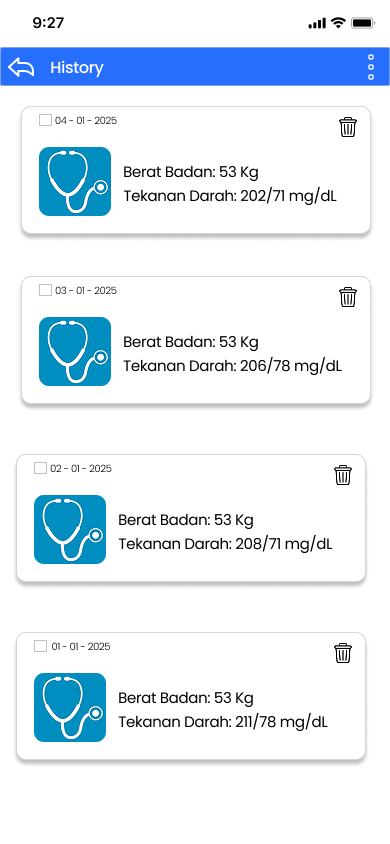 9:27
History
04 - 01 - 2025
Berat Badan: 53 Kg
Tekanan Darah: 202/71 mg/dL
03 - 01 - 2025
Berat Badan: 53 Kg
Tekanan Darah: 206/78 mg/dL
02 - 01 - 2025
Berat Badan: 53 Kg
Tekanan Darah: 208/71 mg/dL
01 - 01 - 2025
Berat Badan: 53 Kg
Tekanan Darah: 211/78 mg/dL